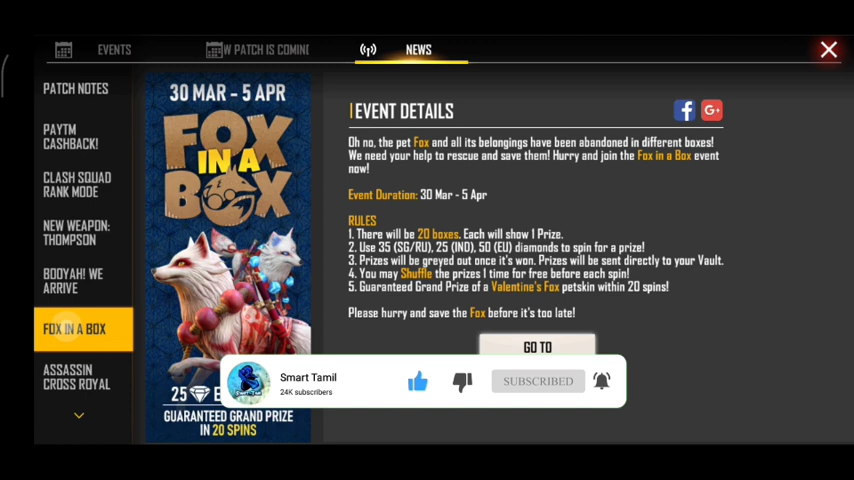 EVENTS
W PATCH IS COMING
NEWS
PATCH NOTES
PAYTM
CASHBACK!
CLASH SQUAD
RANK MODE
NEW WEAPON:
THOMPSON
BOOYAH! WE
ARRIVE
FOX IN A BOX
ASSASSIN
CROSS ROYAL
30 MAR - 5 APR
FOX
IN A
BOX
25
GUARANTEED GRAND PRIZE
IN 20 SPINS
EVENT DETAILS
Oh no, the pet Fox and all its belongings have been abandoned in different boxes!
We need your help to rescue and save them! Hurry and join the Fox in a Box event
now!
Event Duration: 30 Mar - 5 Apr
RULES
1. There will be 20 boxes. Each will show 1 Prize.
2. Use 35 (SG/RU), 25 (IND), 50 (EU) diamonds to spin for a prize!
3. Prizes will be greyed out once it's won. Prizes will be sent directly to your Vault.
4. You may Shuffle the prizes 1 time for free before each spin!
5. Guaranteed Grand Prize of a Valentine's Fox petskin within 20 spins!
Please hurry and save the Fox before it's too late!
GO TO
Smart Tamil
24K subscribers
SUBSCRIBED